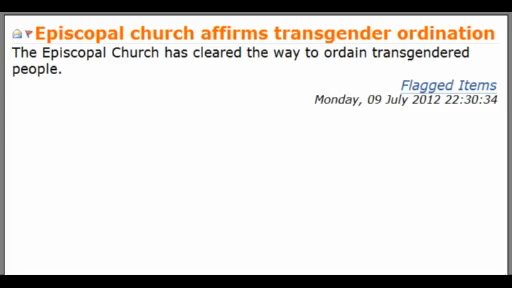 Episcopal church affirms transgender ordination
The Episcopal Church has cleared the way to ordain transgendered
people.
Flagged Items
Monday, 09 July 2012 22:30:34